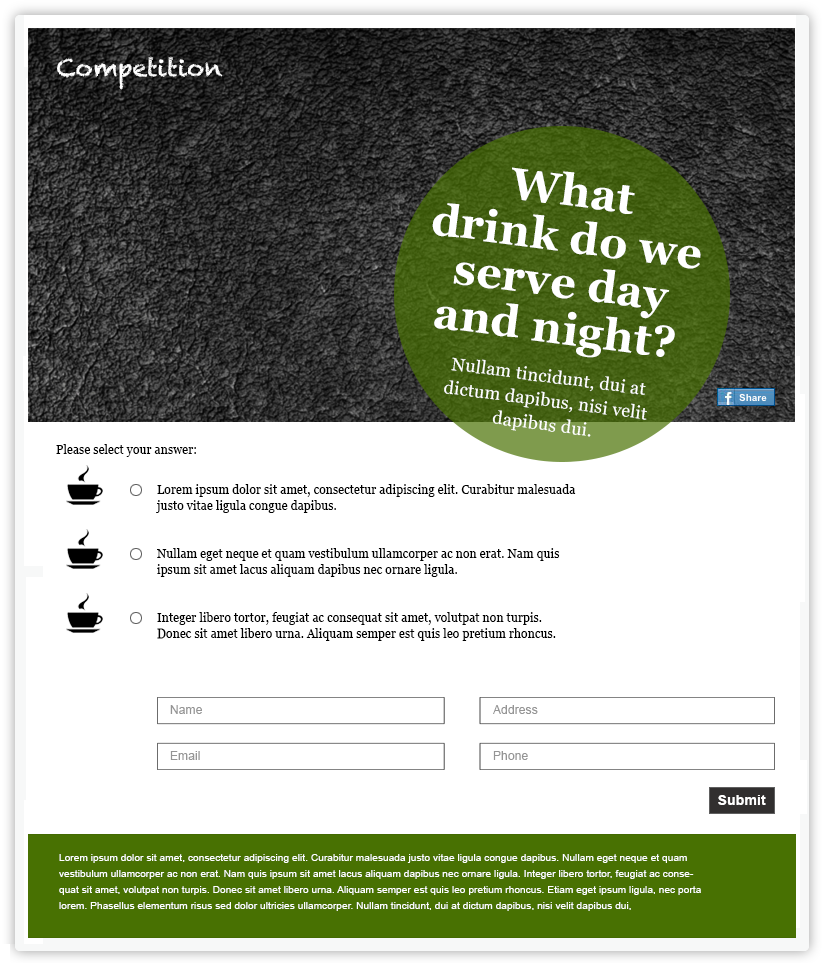 Competition
What
drink do we
serve day
and night?
Nullam tincidunt, dui at
dictum dapibus, nisi velit
dapibus dui.
f Share
Please select your answer:
Lorem ipsum dolor sit amet, consectetur adipiscing elit. Curabitur malesuada
justo vitae ligula congue dapibus.
Nullam eget neque et quam vestibulum ullamcorper ac non erat. Nam quis
ipsum sit amet lacus aliquam dapibus nec ornare ligula.
Integer libero tortor, feugiat ac consequat sit amet, volutpat non turpis.
Donec sit amet libero urna. Aliquam semper est quis leo pretium rhoncus.
Name
Address
Email
Phone
Submit
Lorem ipsum dolor sit amet, consectetur adipiscing elit. Curabitur malesuada justo vitae ligula congue dapibus. Nullam eget neque et quam
vestibulum ullamcorper ac non erat. Nam quis ipsum sit amet lacus aliquam dapibus nec ornare ligula. Integer libero tortor, feugiat ac conse-
quat sit amet, volutpat non turpis. Donec sit amet libero urna. Aliquam semper est quis leo pretium rhoncus. Etiam eget ipsum ligula, nec porta
lorem. Phasellus elementum risus sed dolor ultricies ullamcorper. Nullam tincidunt, dui at dictum dapibus, nisi velit dapibus dui,